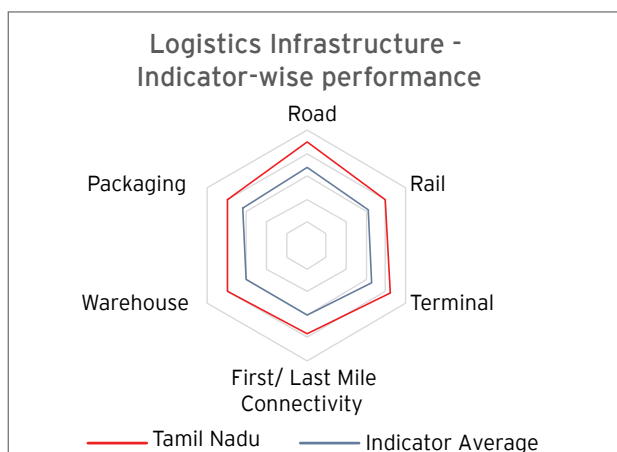 Logistics Infrastructure -
Indicator-wise performance
Road
Packaging
Rail
Warehouse
Terminal
First/ Last Mile
Connectivity
Tamil Nadu
Indicator Average